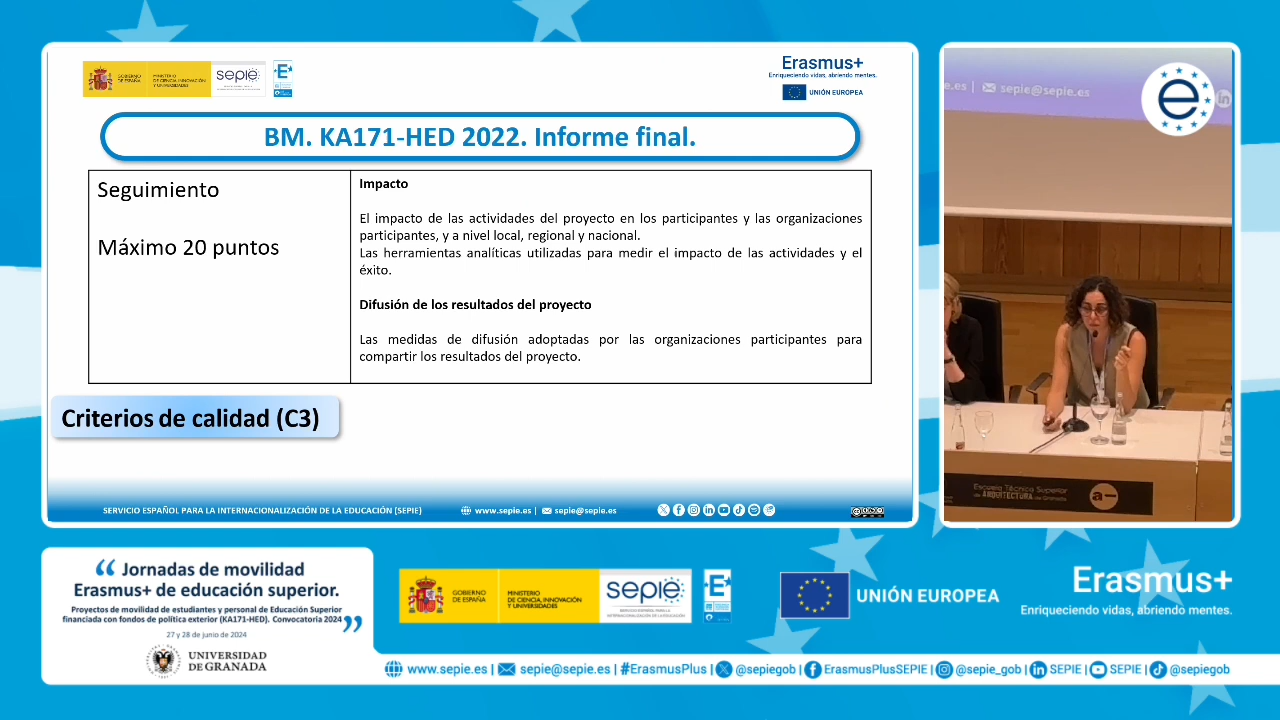 GOBIERNO
DE ESPAÑA
MINISTERIO
DE CIENCIA, INNOVACIÓN
Y UNIVERSIDADES
sepie
Erasmus+
Enriqueciendo vidas, abriendo mentes.
UNIÓN EUROPEA
BM. KA171-HED 2022. Informe final.
Seguimiento
Máximo 20 puntos
Impacto
El impacto de las actividades del proyecto en los participantes y las organizaciones
participantes, y a nivel local, regional y nacional.
Las herramientas analíticas utilizadas para medir el impacto de las actividades y el
éxito.
Difusión de los resultados del proyecto
Las medidas de difusión adoptadas por las organizaciones participantes para
compartir los resultados del proyecto.
Criterios de calidad (C3)
SERVICIO ESPAÑOL PARA LA INTERNACIONALIZACIÓN DE LA EDUCACIÓN (SEPIE)
www.sepie.es | sepie@sepie.es
e.es | sepie@sepie.es
e
Escuela Técnica Superior
de ARQUITECTURA de Granada
a
“ Jornadas de movilidad
Erasmus+ de educación superior.
Proyectos de movilidad de estudiantes y personal de Educación Superior
financiada con fondos de política exterior (KA171-HED). Convocatoria 2024 ”
27 y 28 de junio de 2024
UNIVERSIDAD
DE GRANADA
GOBIERNO
DE ESPAÑA
MINISTERIO
DE CIENCIA, INNOVACIÓN
Y UNIVERSIDADES
sepie
SERVICIO ESPAÑOL PARA LA
INTERNACIONALIZACIÓN DE LA EDUCACIÓN
UNIÓN EUROPEA
Erasmus+
Enriqueciendo vidas, abriendo mentes.
www.sepie.es | sepie@sepie.es | #ErasmusPlus | @sepiegob | ErasmusPlusSEPIE | @sepie_gob | SEPIE | SEPIE | @sepiegob